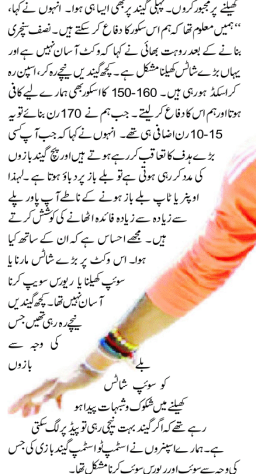 کھیلنے پر مجبور کروں۔ پہلی گیند پر بھی ایسا ہی ہوا۔ انہوں نے کہا،
’’ہمیں معلوم تھا کہ ہم اس سکور کا دفاع کر سکتے ہیں۔ نصف سنچری
بنانے کے بعد روہت بھائی نے کہا کہ وکٹ آسان نہیں ہے اور
یہاں بڑے شاٹس کھیلنا مشکل ہے۔ کچھ گیندیں نیچے رہ کر، اسپن رہ
کر اسکڈ ہو رہی ہیں۔ 160-150 کا اسکور بھی ہمارے لیے کافی
ہوتا اور ہم اس کا دفاع کر لیتے۔ جب ہم نے 170 رن بنائے تو یہ
10-15 رن اضافی ہی تھے۔ انہوں نے کہا کہ جب آپ کسی
بڑے ہدف کا تعاقب کر رہے ہوتے ہیں اور پچ گیند بازوں
کی مدد کر رہی ہوتی ہے تو بلے باز پر دباؤ ہوتا ہے۔ لہٰذا
اوپنر یا ٹاپ بلے باز ہونے کے ناطے آپ پاور پلے
سے زیادہ سے زیادہ فائدہ اٹھانے کی کوشش کرتے
ہیں۔ مجھے احساس ہے کہ ان کے ساتھ کیا
ہوا۔ اس وکٹ پر بڑے شاٹس مارنا یا
سوئپ کھیلنا یا ریورس سویپ کرنا
آسان نہیں تھا۔ کچھ گیندیں
نیچے رہ رہی تھیں جس
کی وجہ سے
بلے بازوں
کو سوئپ شاٹس
کھیلنے میں شکوک و شبہات پیدا ہو
رہے تھے کہ اگر گیند بہت نیچی رہی تو پیڈ پر لگ سکتی
ہے۔ ہمارے اسپنروں نے اسٹمپ ٹو اسٹمپ گیند بازی کی جس
کی وجہ سے سوئپ اور ریورس سوئپ کرنا مشکل تھا۔